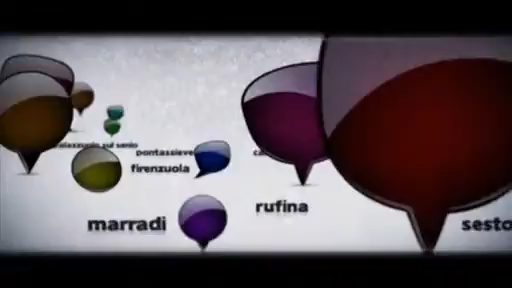 palazzuolo sul senio
pontassieve
firenzuola
rufina
marradi
sesto